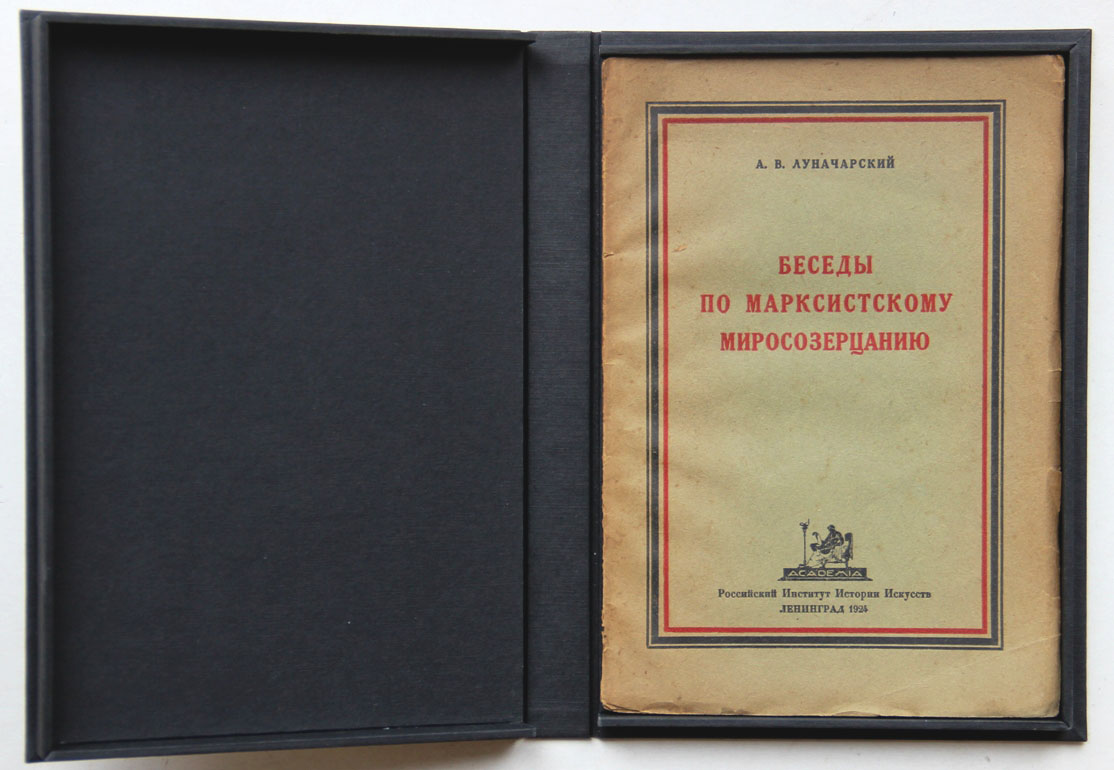 А. В. ЛУНАЧАРСКИЙ
БЕСЕДЫ
ПО МАРКСИСТСКОМУ
МИРОСОЗЕРЦАНИЮ
ACADEMIA
Российский Институт Истории Искусств
ЛЕНИНГРАД 1924